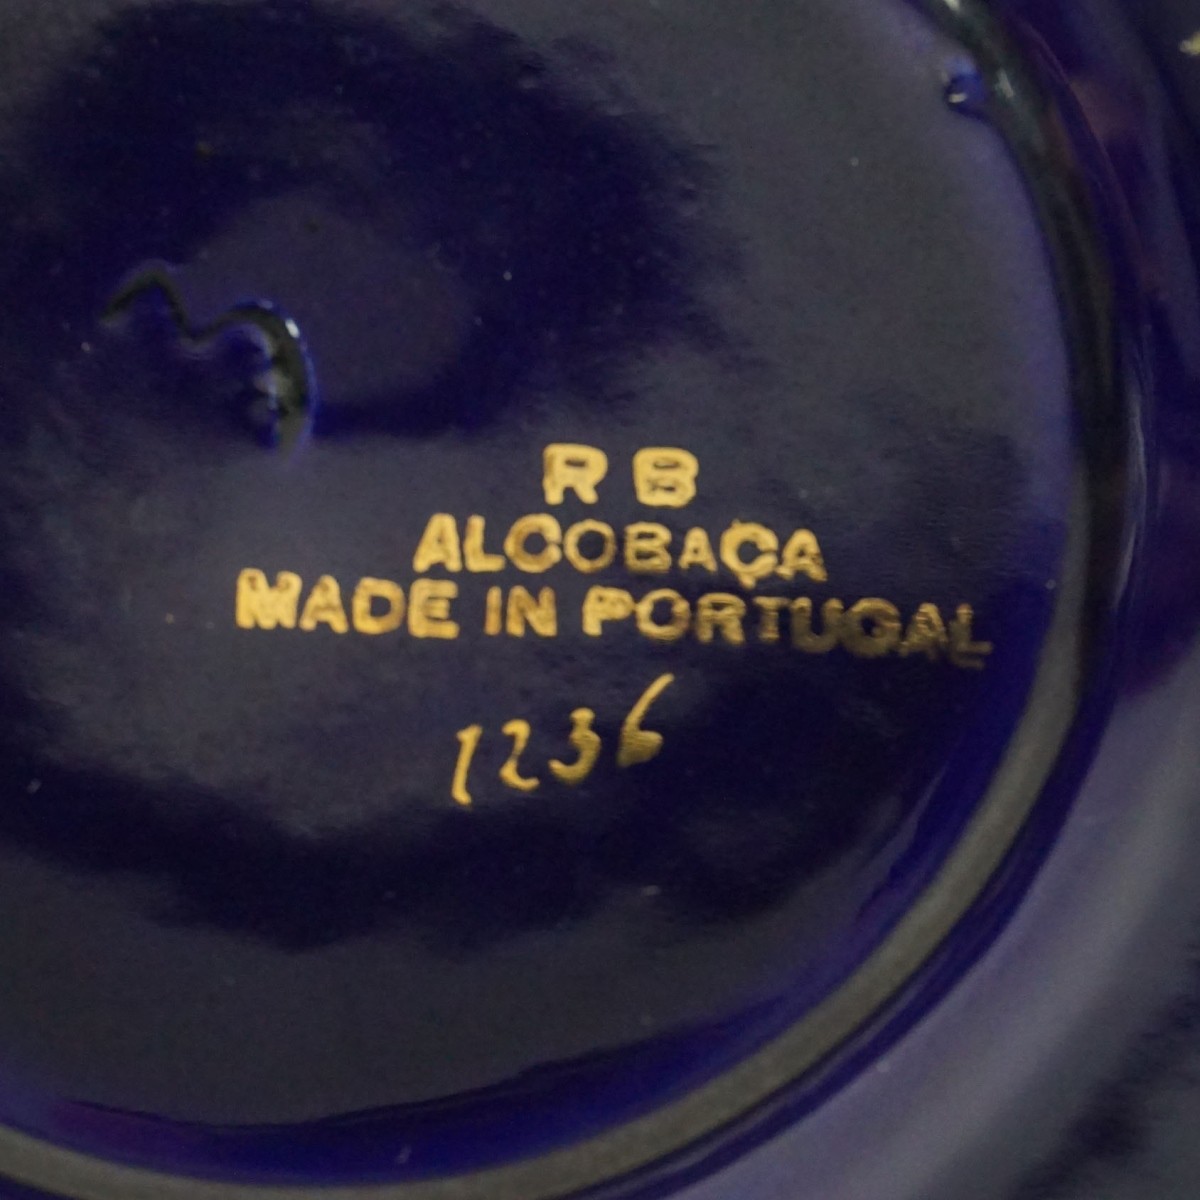 R B
ALCOBAÇA
MADE IN PORTUGAL
1236